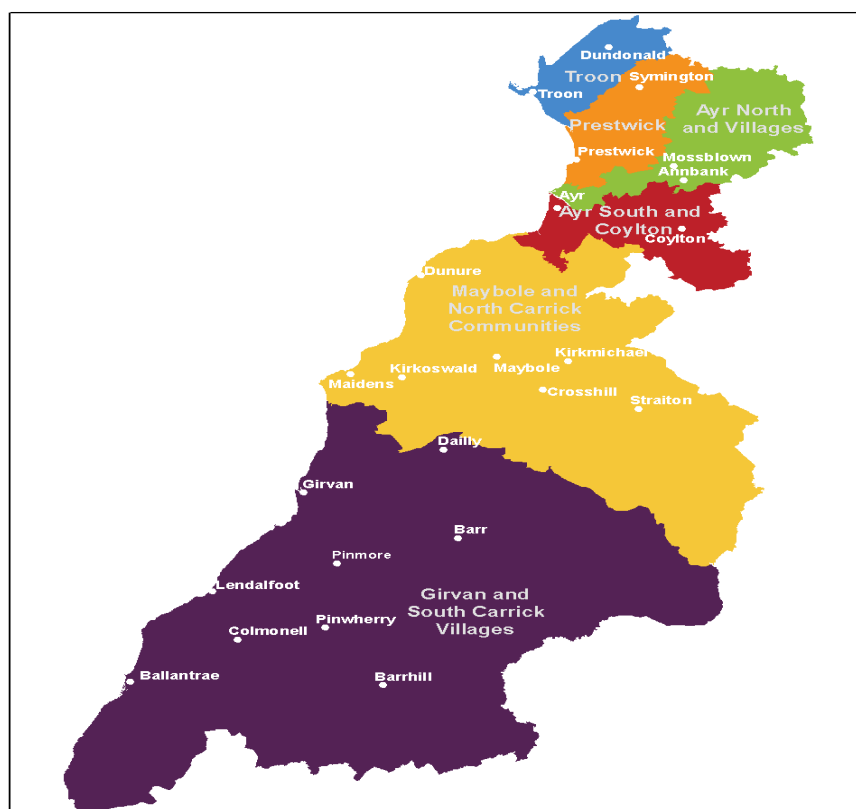 Dundonald
Troon
Symington
Troon
Ayr North
and Villages
Prestwick
Prestwick
Mossblown
Annbank
Ayr
Ayr South and
Coylton
Coylton
Dunure
Maybole and
North Carrick
Communities
Kirkmichael
Maybole
Kirkoswald
Maidens
Crosshill
Straiton
Dailly
Girvan
Barr
Pinmore
Lendalfoot
Girvan and
South Carrick
Villages
Pinwherry
Colmonell
Ballantrae
Barrhill